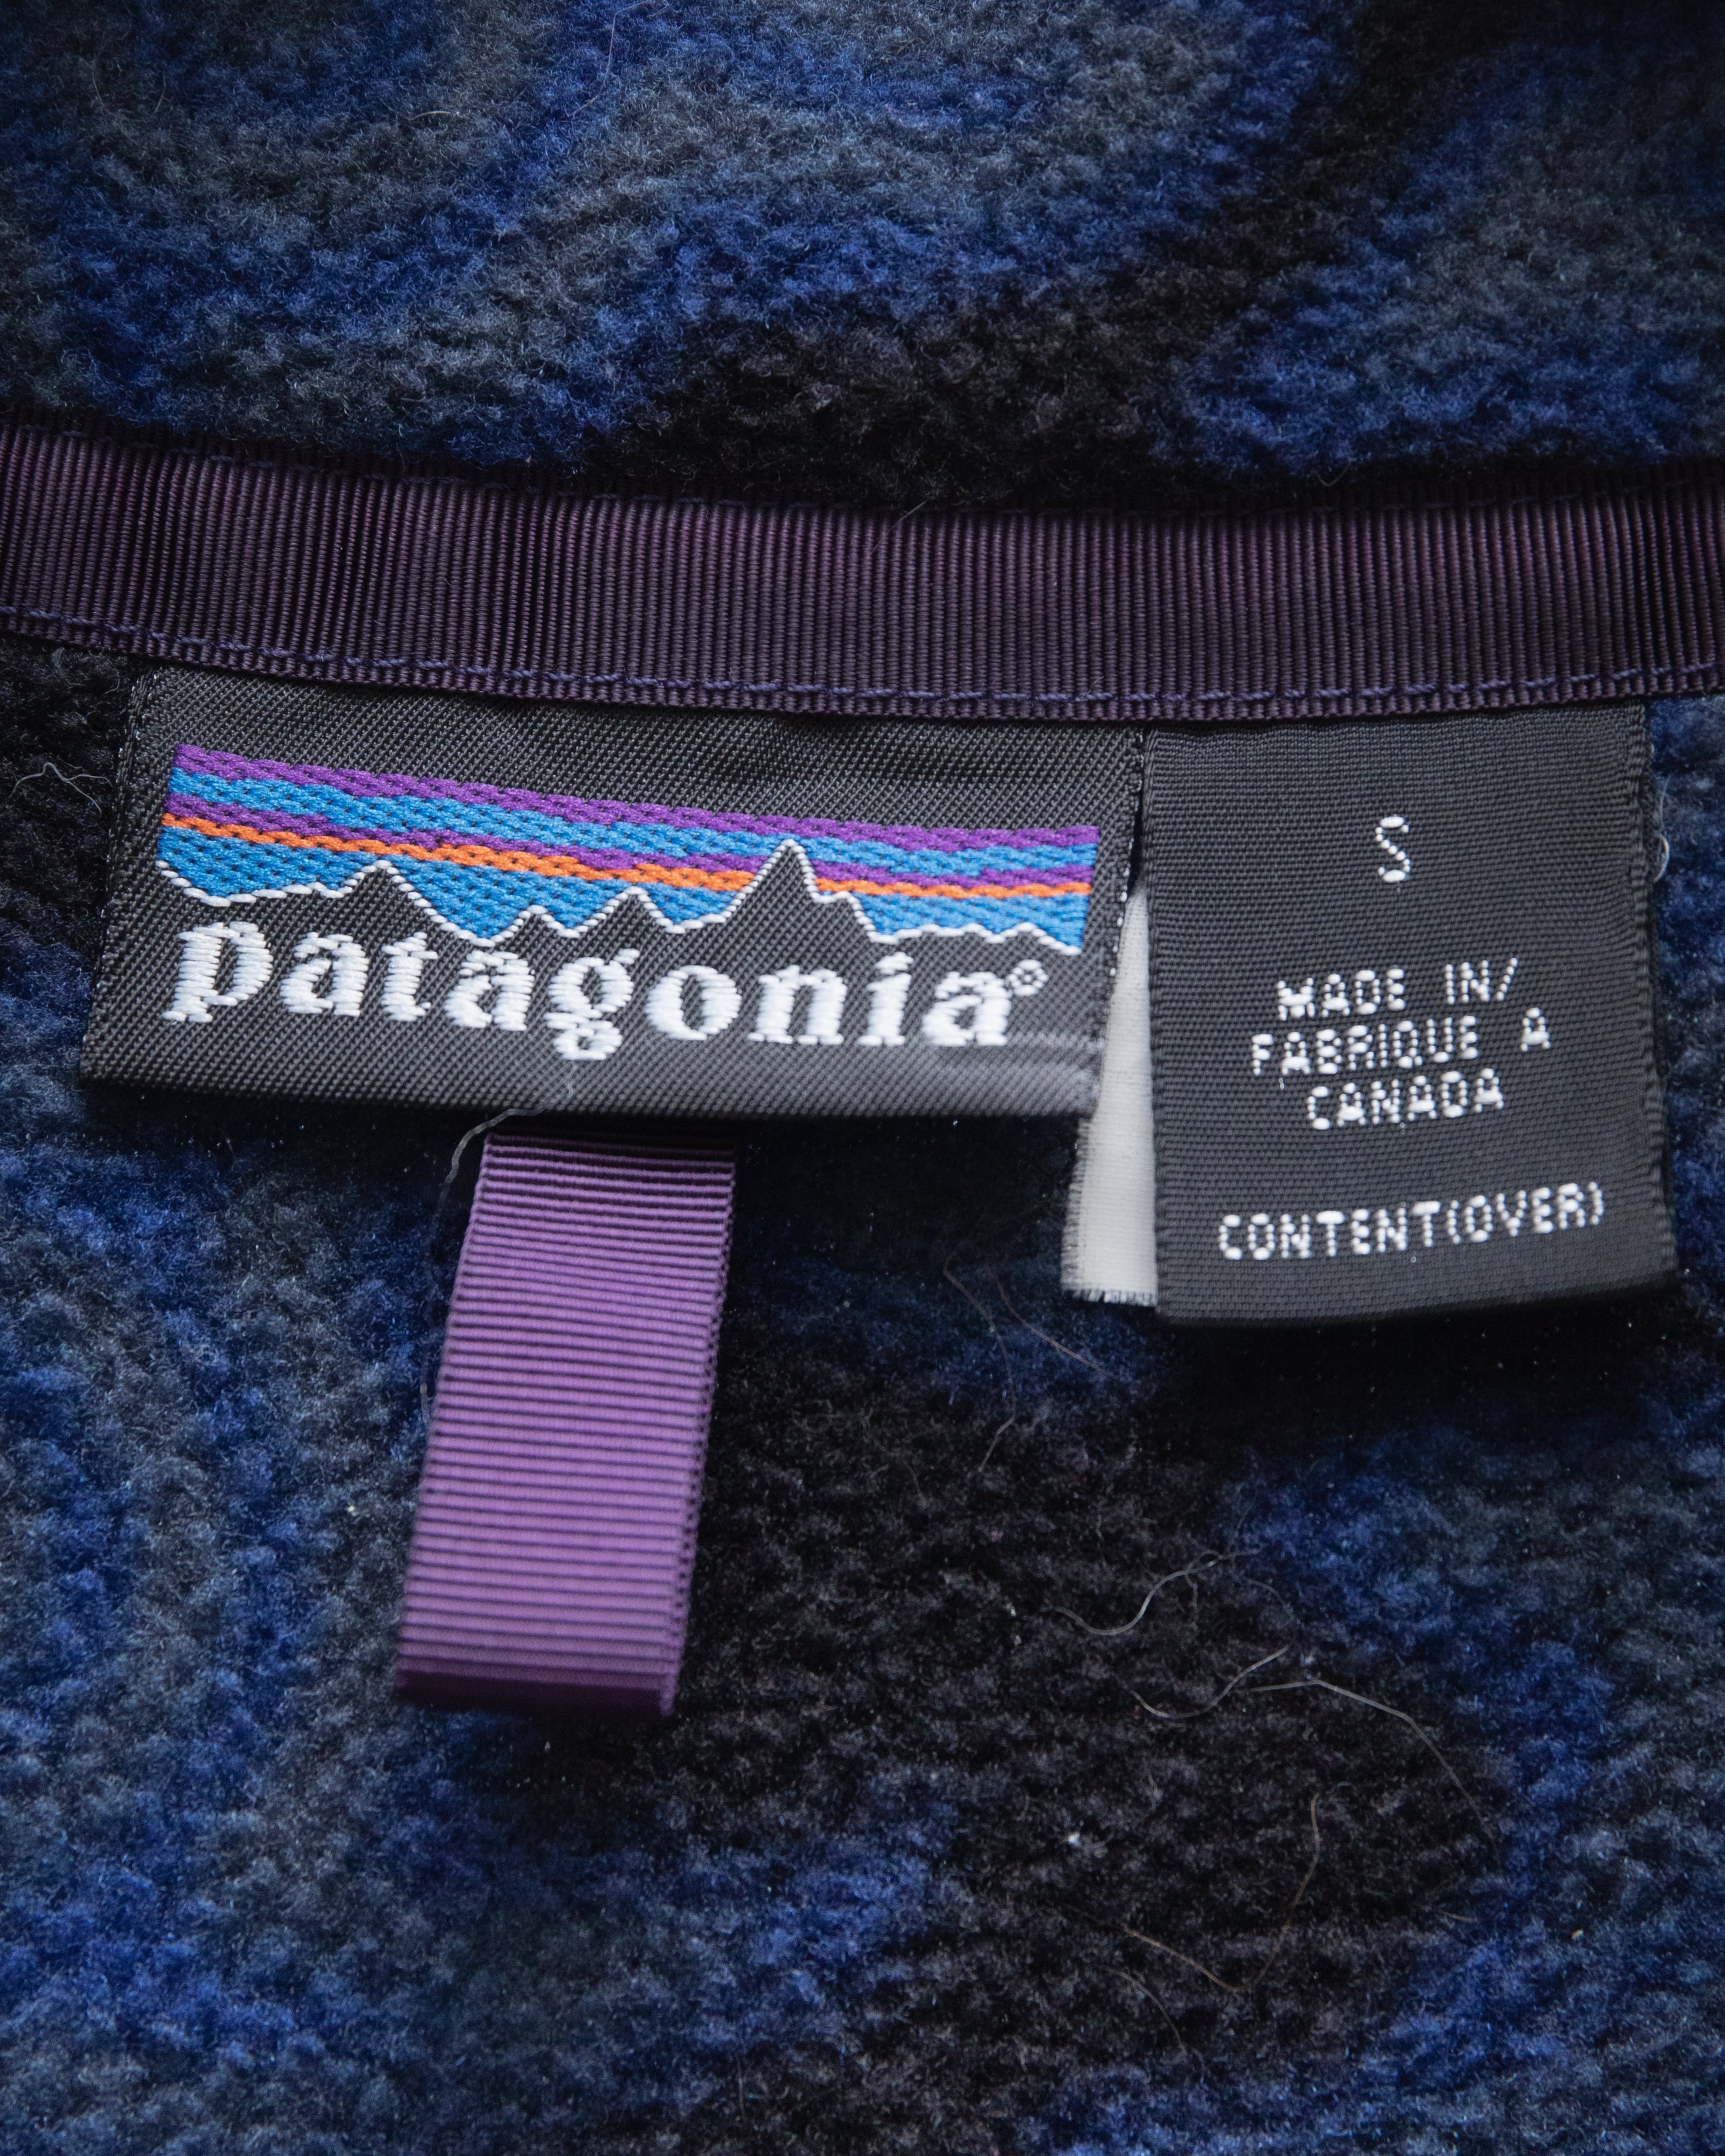 patagonia®
S
MADE IN/
FABRIQUE A
CANADA
CONTENT(OVER)